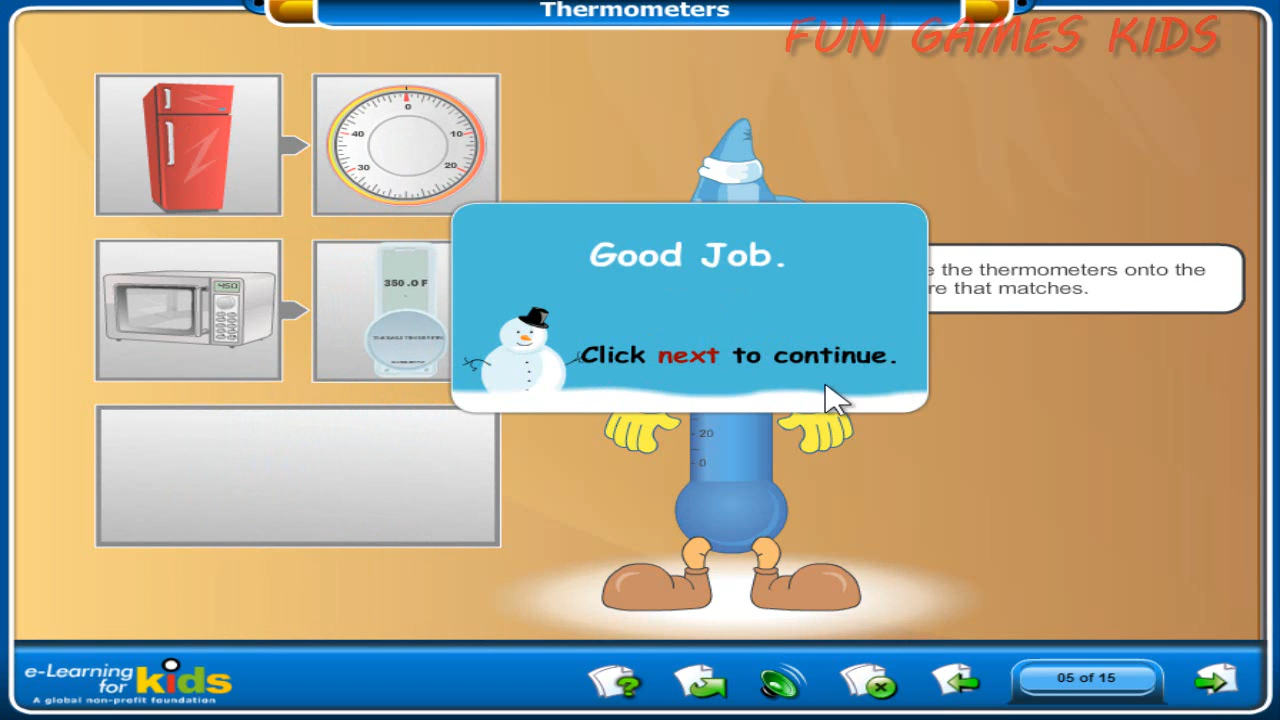 Thermometers
FUN GAMES KIDS
0
10
20
30
40
450
350.0 F
Good Job.
Click next to continue.
e the thermometers onto the
re that matches.
20
0
e-Learning
for kids
A global non-profit foundation
05 of 15